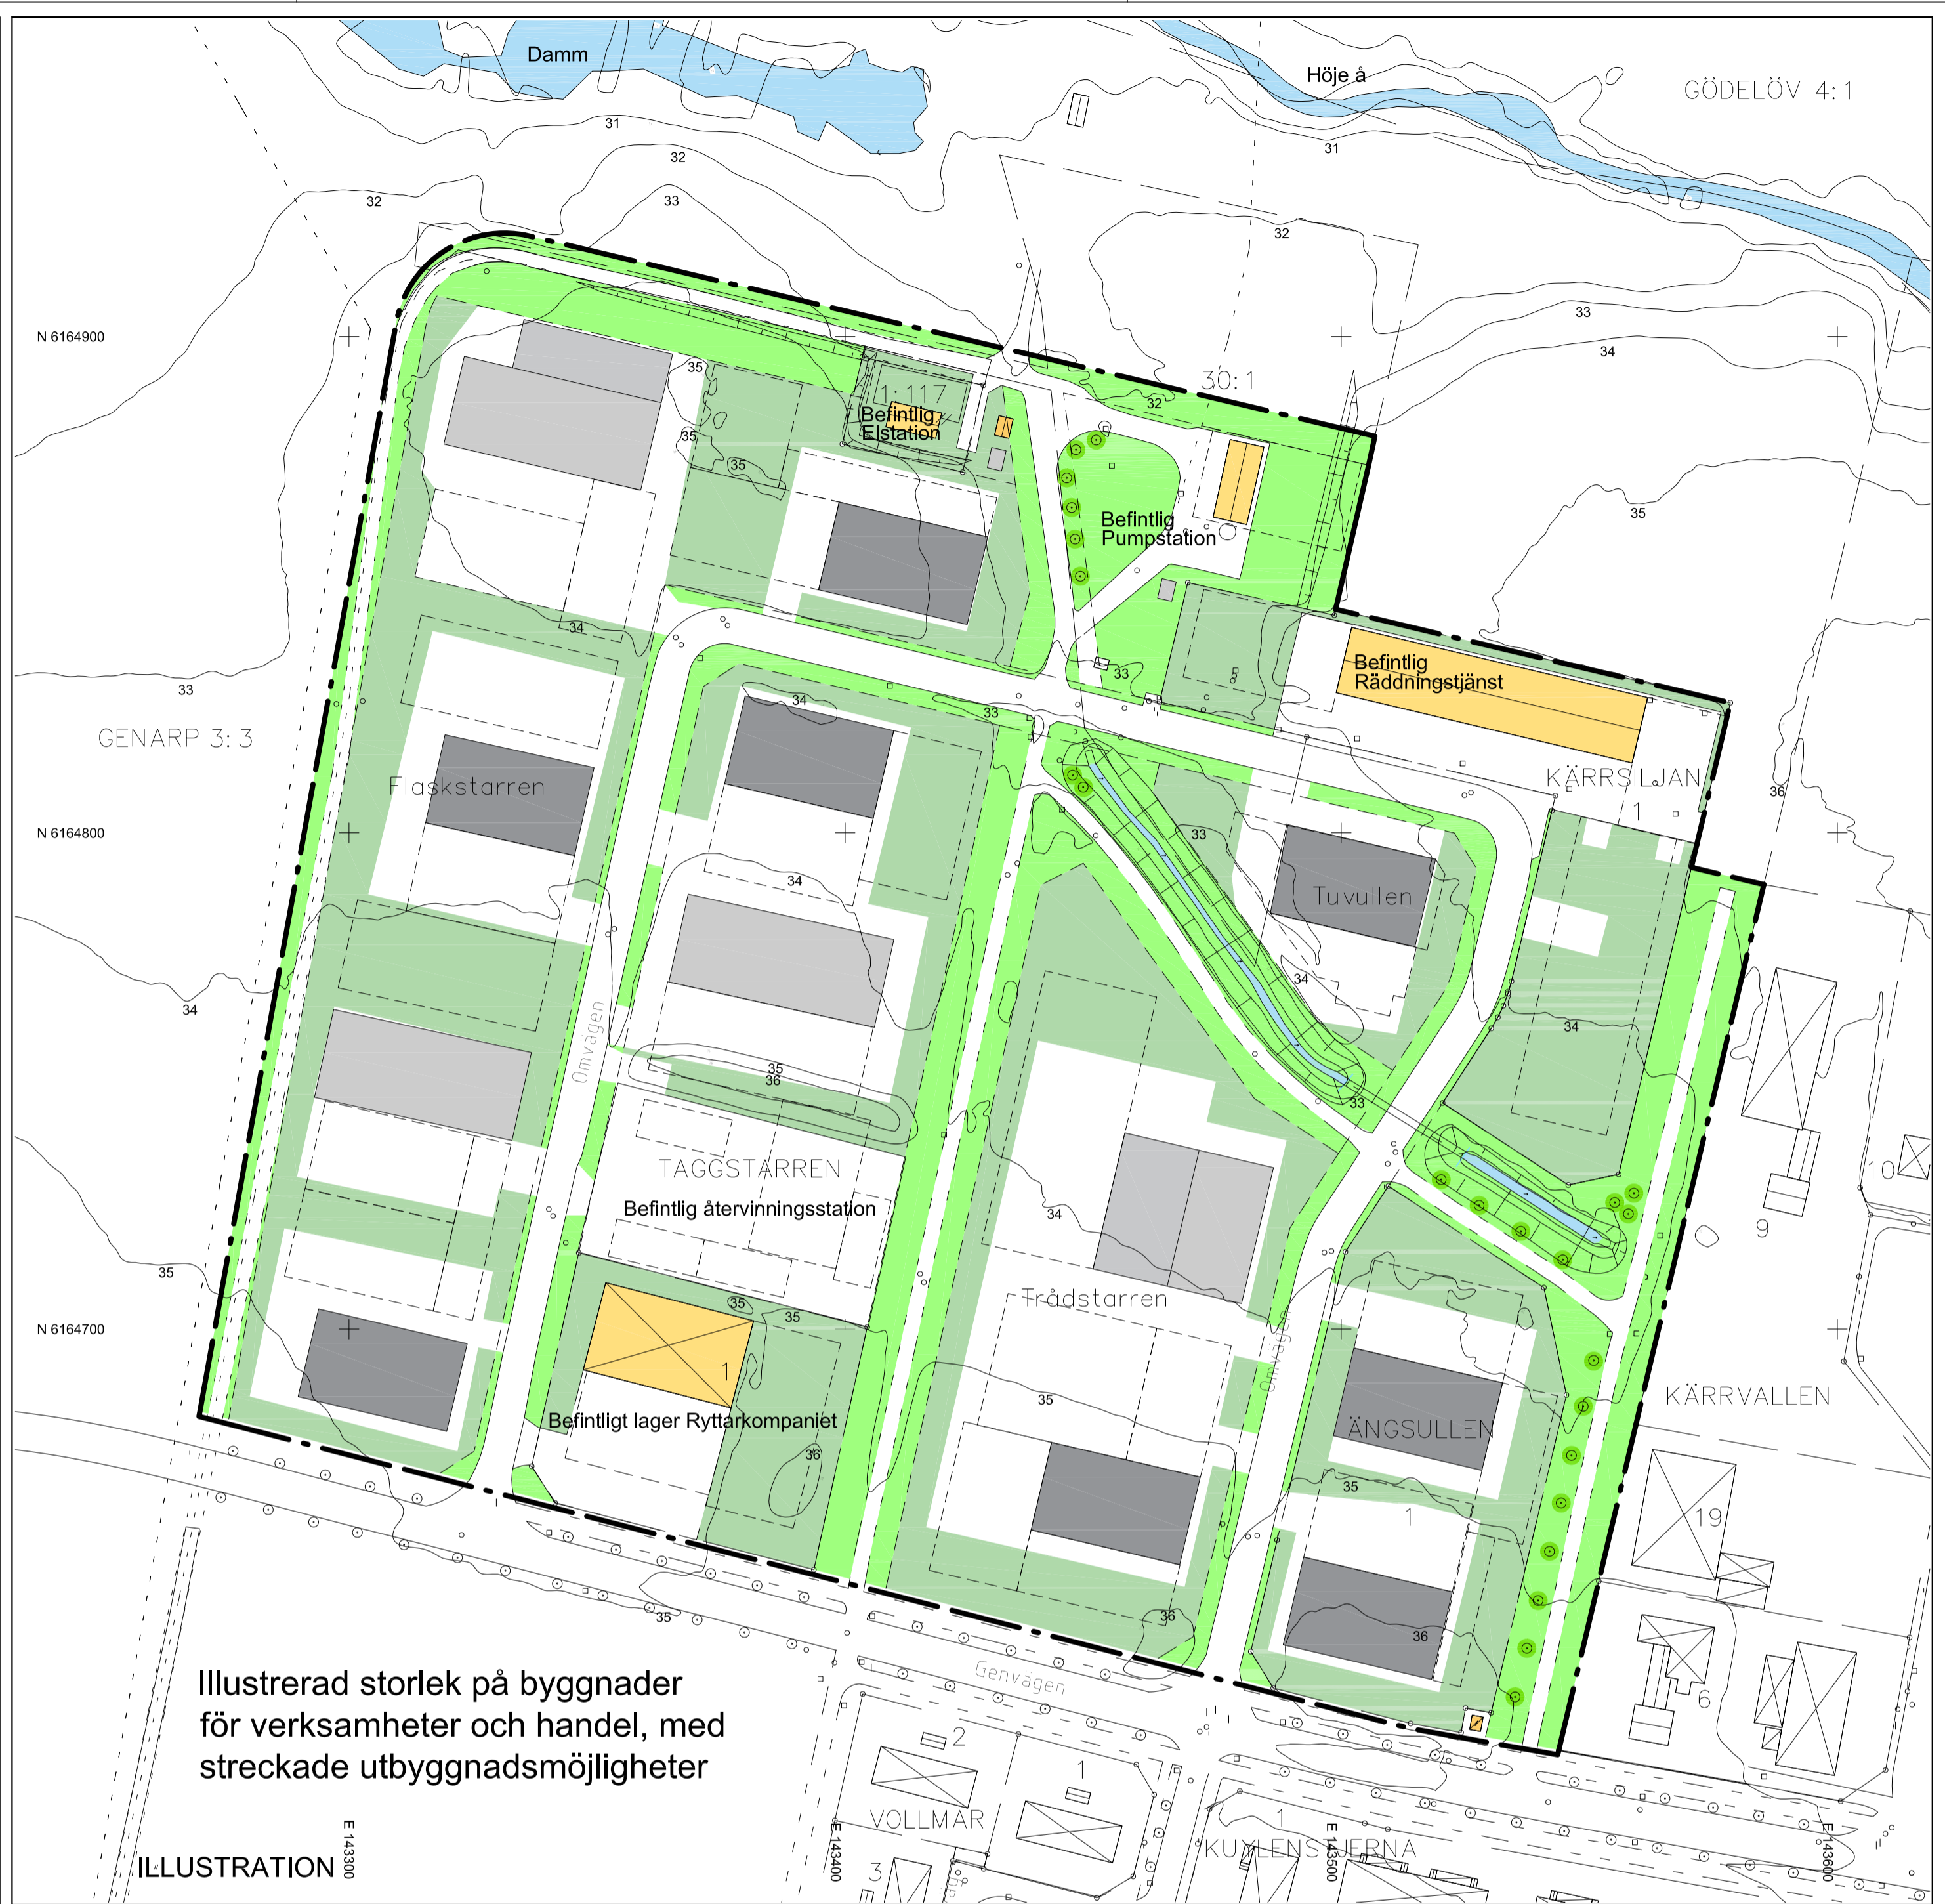 Damm
Höje å
GÖDELÖV 4:1
31
31
32
32
33
32
33
34
N 6164900
35
30:1
32
1:117
Befintlig
Elstation
35
35
35
Befintlig
Pumpstation
34
33
Befintlig
Räddningstjänst
33
34
33
GENARP 3:3
Flaskstarren
KÄRRSILJAN
1
36
N 6164800
33
34
Tuvullen
34
34
34
Omvägen
35
36
33
TAGGSTARREN
Befintlig återvinningsstation
10
9
34
35
Trådstarren
35
35
N 6164700
1
Omvägen
35
KÄRRVALLEN
Befintligt lager Ryttarkompaniet
ÄNGSULLEN
36
35
1
19
36
36
35
Genvägen
6
Illustrerad storlek på byggnader
för verksamheter och handel, med
streckade utbyggnadsmöjligheter
2
1
VOLLMAR
1
KUYLENSTJERNA
3
E 143300
E 143400
E 143500
E 143600
ILLUSTRATION